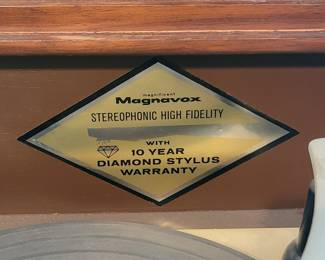 magnificent
Magnavox
STEREOPHONIC HIGH FIDELITY
WITH
10 YEAR
DIAMOND STYLUS
WARRANTY